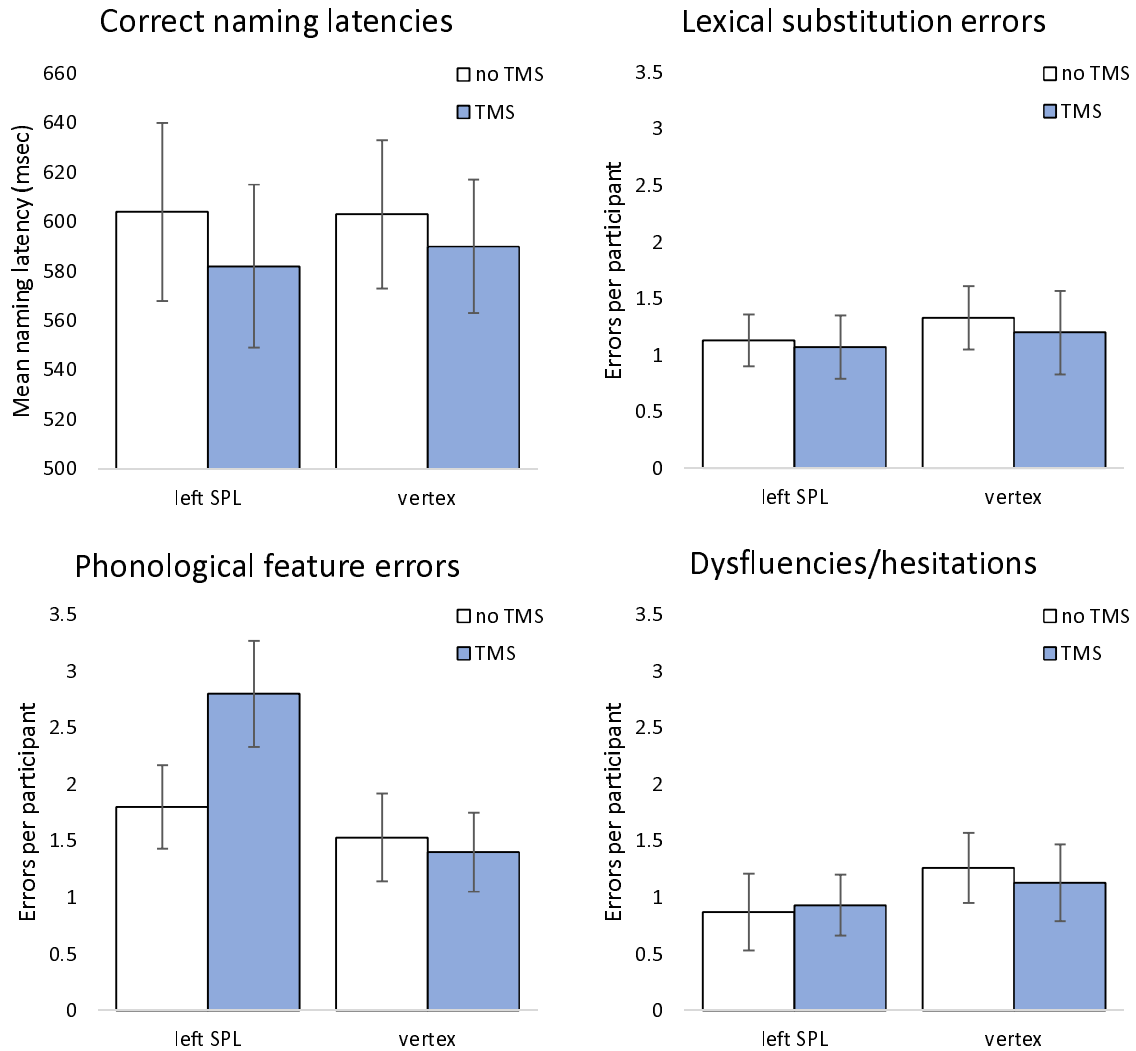 Correct naming latencies
660
640
620
600
580
560
540
520
500
Mean naming latency (msec)
no TMS
TMS
left SPL
vertex
Lexical substitution errors
3.5
3
2.5
2
1.5
1
0.5
0
Errors per participant
no TMS
TMS
left SPL
vertex
Phonological feature errors
3.5
3
2.5
2
1.5
1
0.5
0
Errors per participant
no TMS
TMS
left SPL
vertex
Dysfluencies/hesitations
3.5
3
2.5
2
1.5
1
0.5
0
Errors per participant
no TMS
TMS
left SPL
vertex